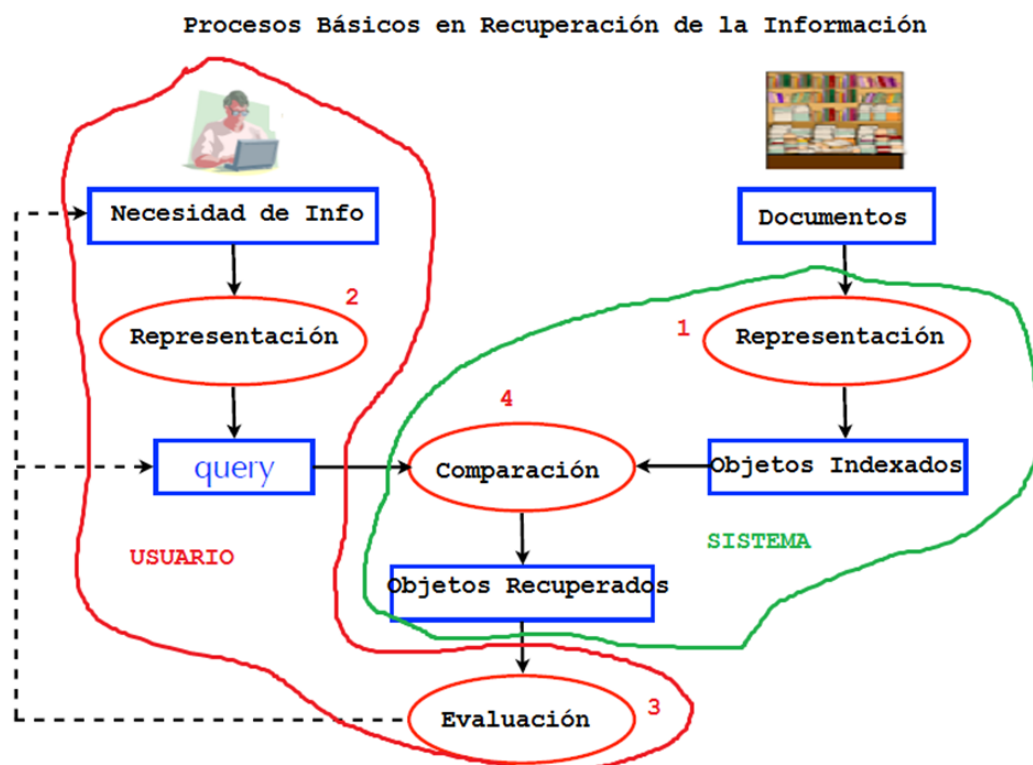 Procesos Básicos en Recuperación de la Información
Necesidad de Info
Documentos
2
Representación
1
Representación
4
query
Comparación
Objetos Indexados
USUARIO
SISTEMA
Objetos Recuperados
Evaluación
3